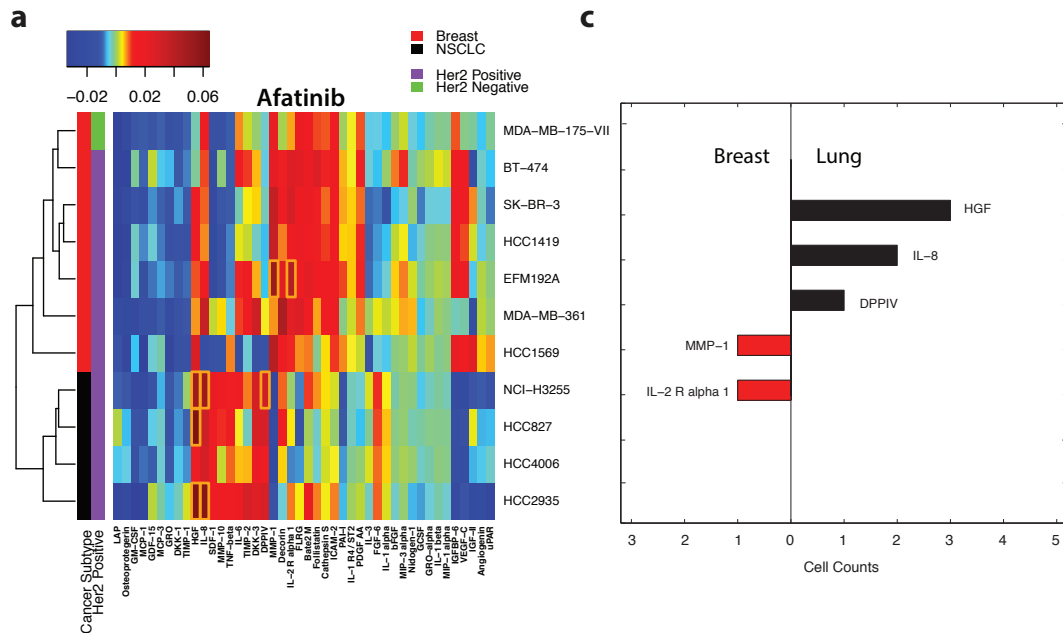 a
c
Breast
NSCLC
Her2 Positive
Her2 Negative
−0.02 0.02 0.06
Afatinib
MDA−MB−175−VII
BT−474
SK−BR−3
HCC1419
EFM192A
MDA−MB−361
HCC1569
NCI−H3255
HCC827
HCC4006
HCC2935
Cancer Subtype
Her2 Positive
LAP
Osteoprotegerin
GM−CSF
MCP−1
GDF−15
MCP−3
GRO
DKK−1
TIMP−1
HGF
IL−8
SDF−1
MMP−10
TNF−beta
IL−6
TIMP−2
DKK−3
DPPIV
MMP−1
Decorin
IL−2 R alpha 1
FLRG
Bate2 M
Follistatin
Cathepsin S
ICAM−2
PAI−I
IL−1 R4/ST2
PDGF AA
IL−3
FGF−6
IL−1 alpha
bFGF
MIP−3 alpha
Nidogen−1
GCSF
GRO−alpha
IL−1 beta
MIP−1 alpha
IGFBP−6
VEGF−C
IGF−II
Angiogenin
uPAR
Breast Lung
HGF
IL−8
DPPIV
MMP−1
IL−2 R alpha 1
3 2 1 0 1 2 3 4 5
Cell Counts